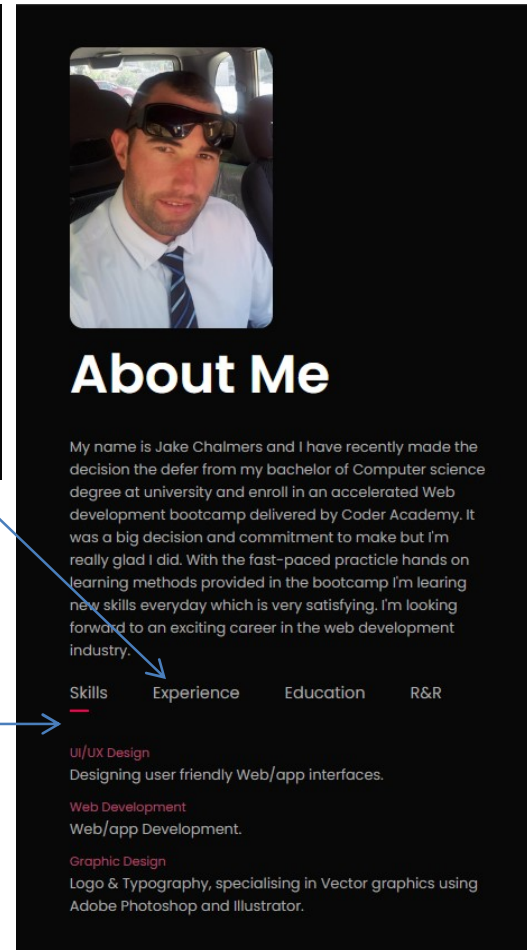 About Me
My name is Jake Chalmers and I have recently made the
decision the defer from my bachelor of Computer science
degree at university and enroll in an accelerated Web
development bootcamp delivered by Coder Academy. It
was a big decision and commitment to make but I'm
really glad I did. With the fast-paced practicle hands on
learning methods provided in the bootcamp I'm learing
new skills everyday which is very satisfying. I'm looking
forward to an exciting career in the web development
industry.
Skills Experience Education R&R
UI/UX Design
Designing user friendly Web/app interfaces.
Web Development
Web/app Development.
Graphic Design
Logo & Typography, specialising in Vector graphics using
Adobe Photoshop and Illustrator.